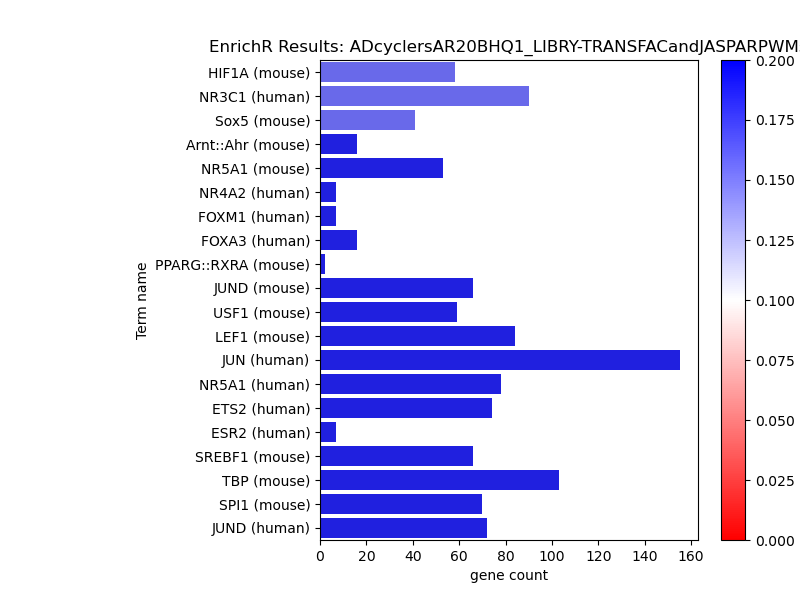 EnrichR Results: ADcyclersAR20BHQ1_LIBRY-TRANSFACandJASPARPWM
HIF1A (mouse)
NR3C1 (human)
Sox5 (mouse)
Arnt::Ahr (mouse)
NR5A1 (mouse)
NR4A2 (human)
FOXM1 (human)
FOXA3 (human)
PPARG::RXRA (mouse)
JUND (mouse)
USF1 (mouse)
LEF1 (mouse)
JUN (human)
NR5A1 (human)
ETS2 (human)
ESR2 (human)
SREBF1 (mouse)
TBP (mouse)
SPI1 (mouse)
JUND (human)
Term name
0 20 40 60 80 100 120 140 160
gene count
0.200
0.175
0.150
0.125
0.100
0.075
0.050
0.025
0.000